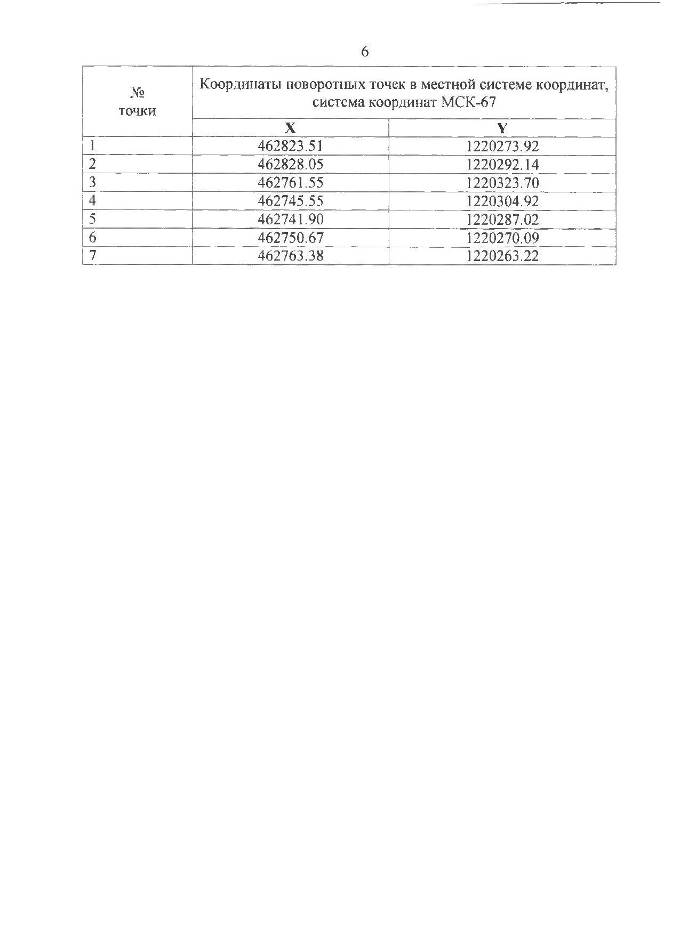 6
№
точки
Координаты поворотных точек в местной системе координат,
система координат МСК-67
X Y
1 462823.51 1220273.92
2 462828.05 1220292.14
3 462761.55 1220323.70
4 462745.55 1220304.92
5 462741.90 1220287.02
6 462750.67 1220270.09
7 462763.38 1220263.22